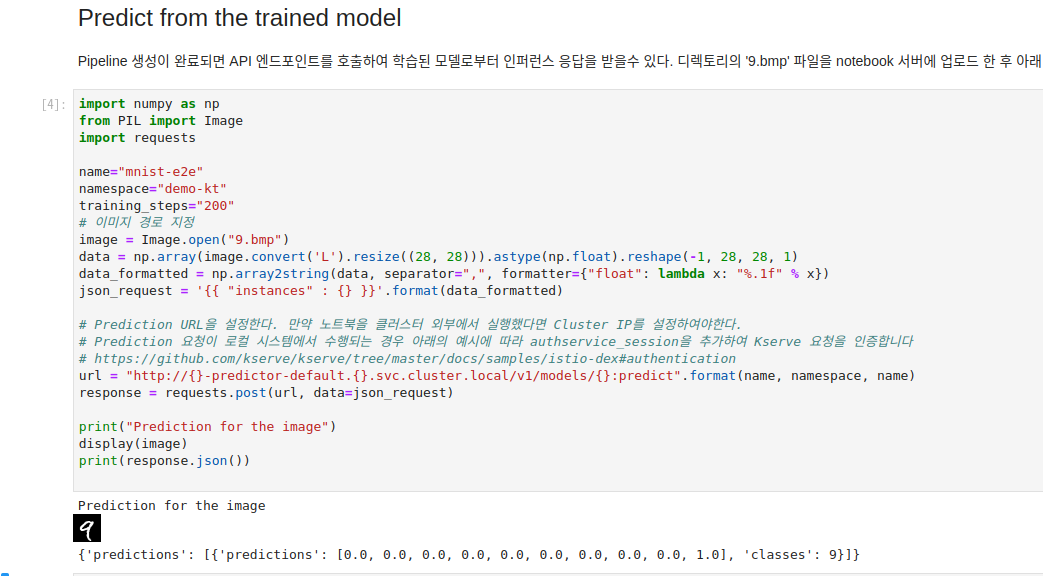 Predict from the trained model
Pipeline 생성이 완료되면 API 엔드포인트를 호출하여 학습된 모델로부터 인퍼런스 응답을 받을수 있다. 디렉토리의 '9.bmp' 파일을 notebook 서버에 업로드 한 후 아래
[4]:
import numpy as np
from PIL import Image
import requests
name="mnist-e2e"
namespace="demo-kt"
training_steps="200"
# 이미지 경로 지정
image = Image.open("9.bmp")
data = np.array(image.convert('L').resize((28, 28))).astype(np.float).reshape(-1, 28, 28, 1)
data_formatted = np.array2string(data, separator=",", formatter={"float": lambda x: "%.1f" % x})
json_request = '{{ "instances" : {} }}'.format(data_formatted)
# Prediction URL을 설정한다. 만약 노트북을 클러스터 외부에서 실행했다면 Cluster IP를 설정하여야한다.
# Prediction 요청이 로컬 시스템에서 수행되는 경우 아래의 예시에 따라 authservice_session을 추가하여 Kserve 요청을 인증합니다
# https://github.com/kserve/kserve/tree/master/docs/samples/istio-dex#authentication
url = "http://{}-predictor-default.{}.svc.cluster.local/v1/models/{}:predict".format(name, namespace, name)
response = requests.post(url, data=json_request)
print("Prediction for the image")
display(image)
print(response.json())
Prediction for the image
9
{'predictions': [{'predictions': [0.0, 0.0, 0.0, 0.0, 0.0, 0.0, 0.0, 0.0, 0.0, 1.0], 'classes': 9}]}